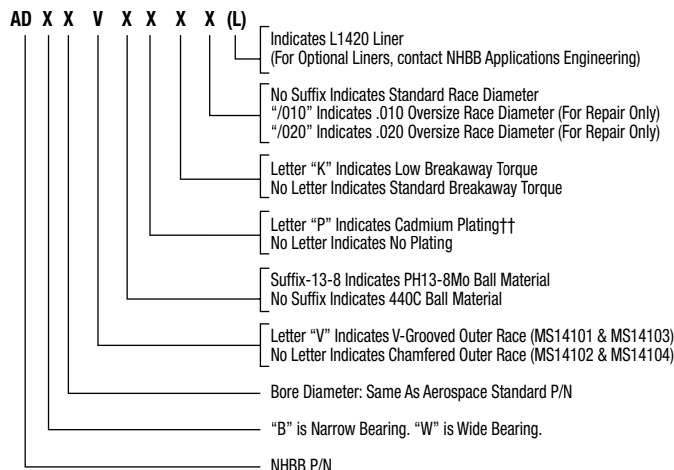 AD X X V X X X X (L)
Indicates L1420 Liner
(For Optional Liners, contact NHBB Applications Engineering)
No Suffix Indicates Standard Race Diameter
“/010” Indicates .010 Oversize Race Diameter (For Repair Only)
“/020” Indicates .020 Oversize Race Diameter (For Repair Only)
Letter “K” Indicates Low Breakaway Torque
No Letter Indicates Standard Breakaway Torque
Letter “P” Indicates Cadmium Plating††
No Letter Indicates No Plating
Suffix-13-8 Indicates PH13-8Mo Ball Material
No Suffix Indicates 440C Ball Material
Letter “V” Indicates V-Grooved Outer Race (MS14101 & MS14103)
No Letter Indicates Chamfered Outer Race (MS14102 & MS14104)
Bore Diameter: Same As Aerospace Standard P/N
“B” is Narrow Bearing. “W” is Wide Bearing.
NHBB P/N